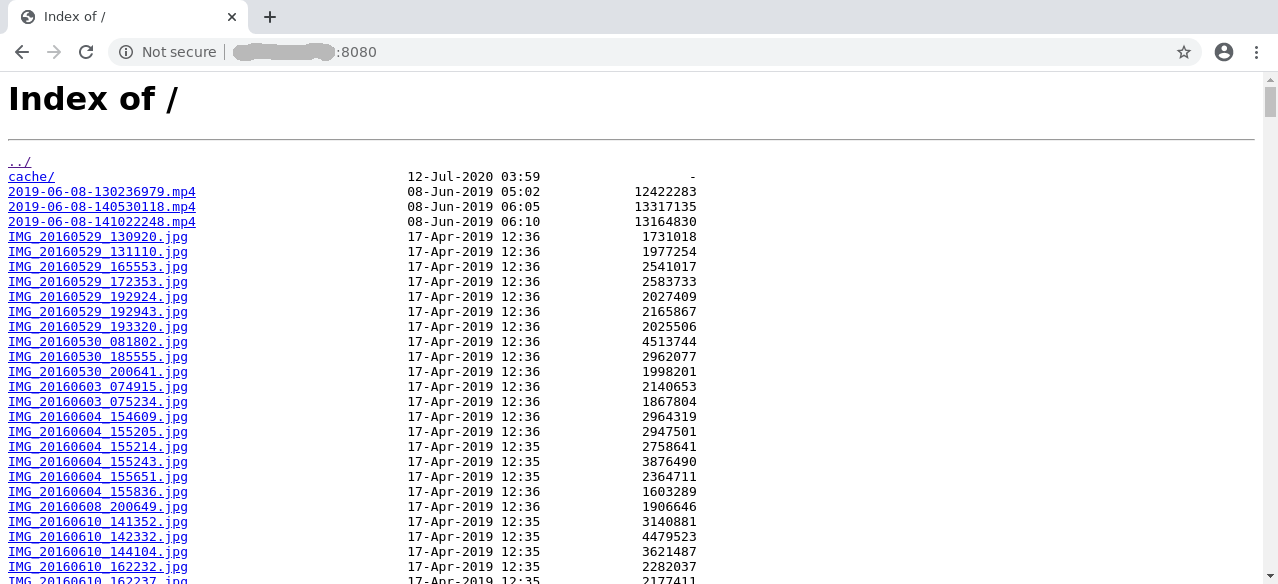 Index of /
Not secure :8080
Index of /
../
cache/ 12-Jul-2020 03:59 -
2019-06-08-130236979.mp4 08-Jun-2019 05:02 12422283
2019-06-08-140530118.mp4 08-Jun-2019 06:05 13317135
2019-06-08-141022248.mp4 08-Jun-2019 06:10 13164830
IMG_20160529_130920.jpg 17-Apr-2019 12:36 1731018
IMG_20160529_131110.jpg 17-Apr-2019 12:36 1977254
IMG_20160529_165553.jpg 17-Apr-2019 12:36 2541017
IMG_20160529_172353.jpg 17-Apr-2019 12:36 2583733
IMG_20160529_192924.jpg 17-Apr-2019 12:36 2027409
IMG_20160529_192943.jpg 17-Apr-2019 12:36 2165867
IMG_20160529_193320.jpg 17-Apr-2019 12:36 2025506
IMG_20160530_081802.jpg 17-Apr-2019 12:36 4513744
IMG_20160530_185555.jpg 17-Apr-2019 12:36 2962077
IMG_20160530_200641.jpg 17-Apr-2019 12:36 1998201
IMG_20160603_074915.jpg 17-Apr-2019 12:36 2140653
IMG_20160603_075234.jpg 17-Apr-2019 12:36 1867804
IMG_20160604_154609.jpg 17-Apr-2019 12:36 2964319
IMG_20160604_155205.jpg 17-Apr-2019 12:36 2947501
IMG_20160604_155214.jpg 17-Apr-2019 12:35 2758641
IMG_20160604_155243.jpg 17-Apr-2019 12:35 3876490
IMG_20160604_155651.jpg 17-Apr-2019 12:35 2364711
IMG_20160604_155836.jpg 17-Apr-2019 12:36 1603289
IMG_20160608_200649.jpg 17-Apr-2019 12:36 1906646
IMG_20160610_141352.jpg 17-Apr-2019 12:35 3140881
IMG_20160610_142332.jpg 17-Apr-2019 12:35 4479523
IMG_20160610_144104.jpg 17-Apr-2019 12:35 3621487
IMG_20160610_162232.jpg 17-Apr-2019 12:35 2282037
IMG_20160610_162237.jpg 17-Apr-2019 12:35 2177411